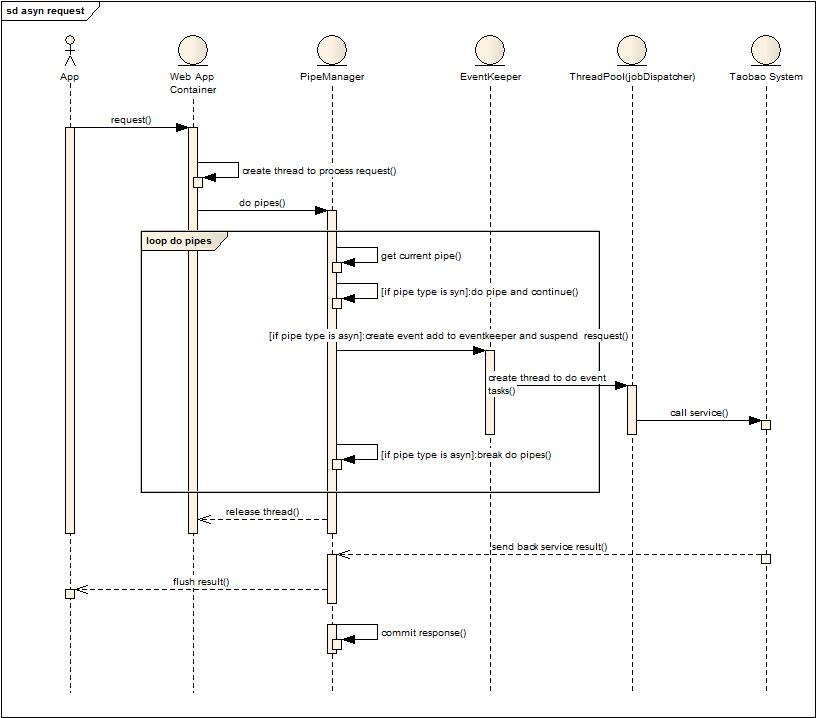 sd asyn request
App
Web App
Container
PipeManager
EventKeeper
ThreadPool(jobDispatcher)
Taobao System
request()
create thread to process request()
do pipes()
loop do pipes
get current pipe()
[if pipe type is syn]:do pipe and continue()
[if pipe type is asyn]:create event add to eventkeeper and suspend resquest()
create thread to do event
tasks()
call service()
[if pipe type is asyn]:break do pipes()
release thread()
send back service result()
flush result()
commit response()